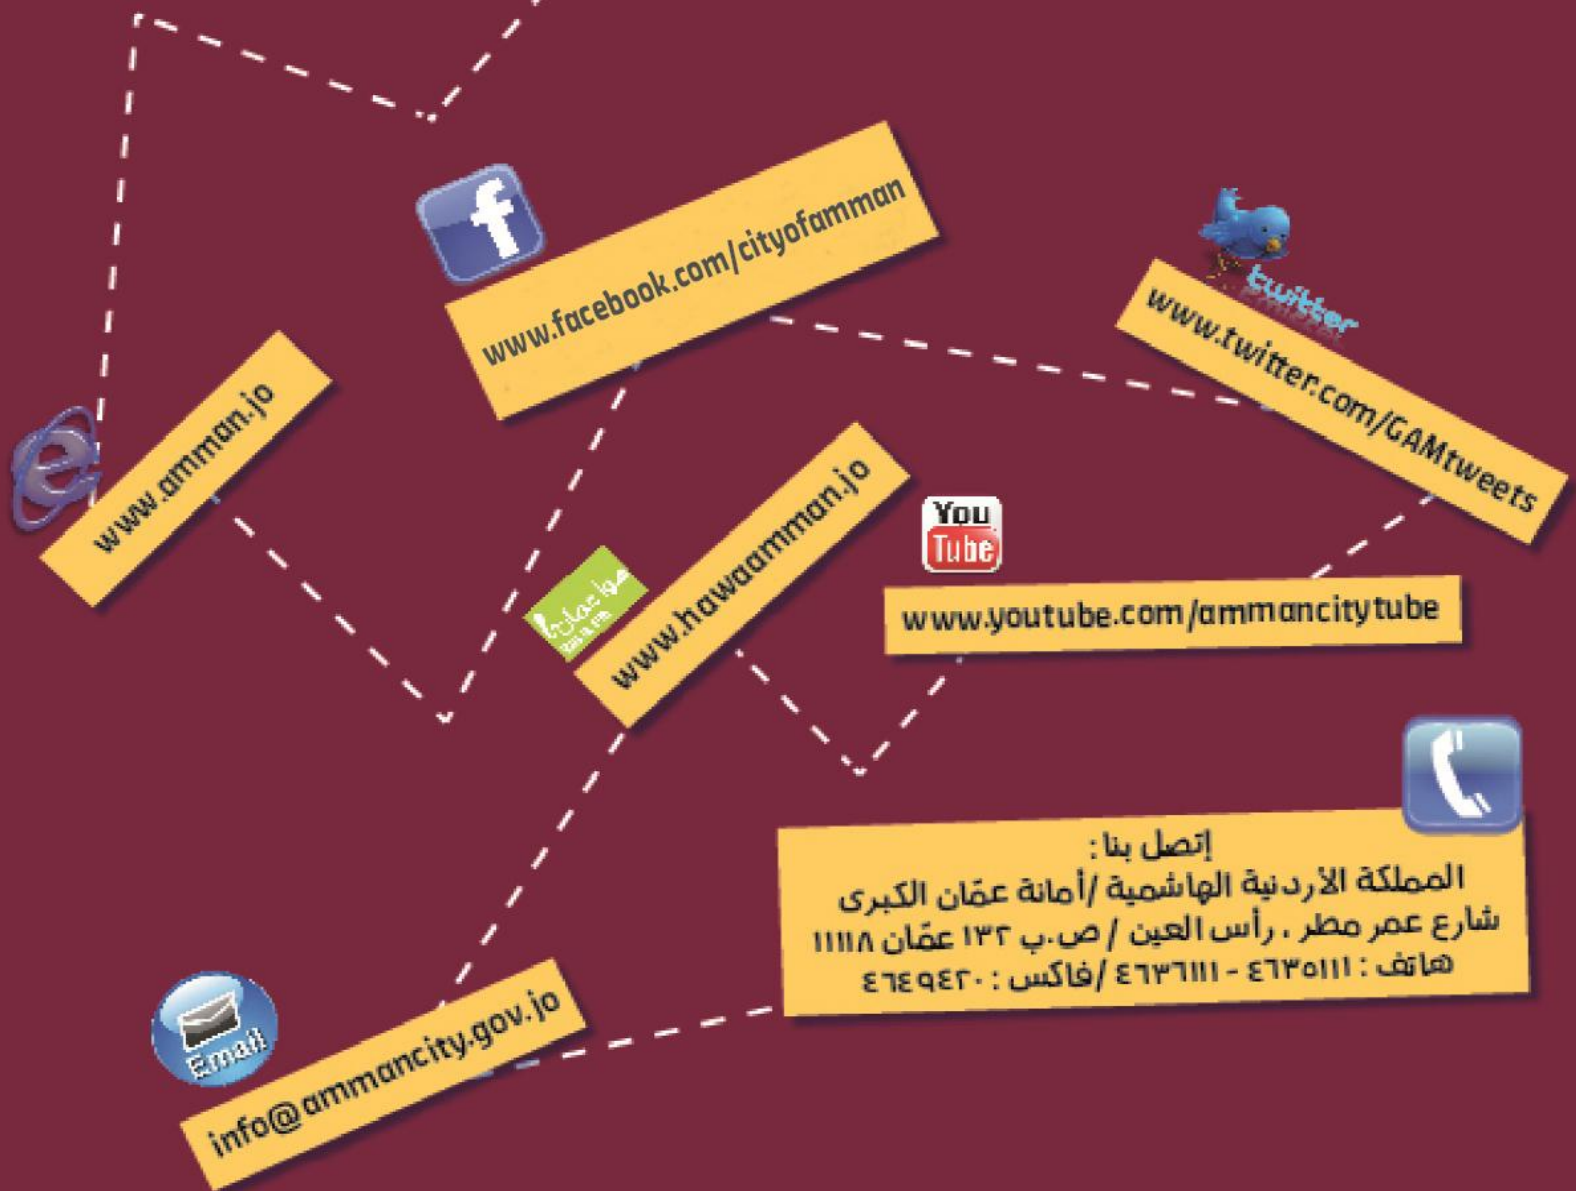 www.facebook.com/cityofamman
twitter
www.twitter.com/GAMtweets
www.amman.jo
هوا عمان
www.hawaamman.jo
You
Tube
www.youtube.com/ammancitytube
إتصل بنا :
المملكة الأردنية الهاشمية /أمانة عمّان الكبرى
شارع عمر مطر ، رأس العين / ص.ب ١٣٢ عمّان ١١١١٨
هاتف : ٤٦٣٥١١١ - ٤٦٣٦١١١ /فاكس : ٤٦٤٩٤٢٠
Email
info@ammancity.gov.jo